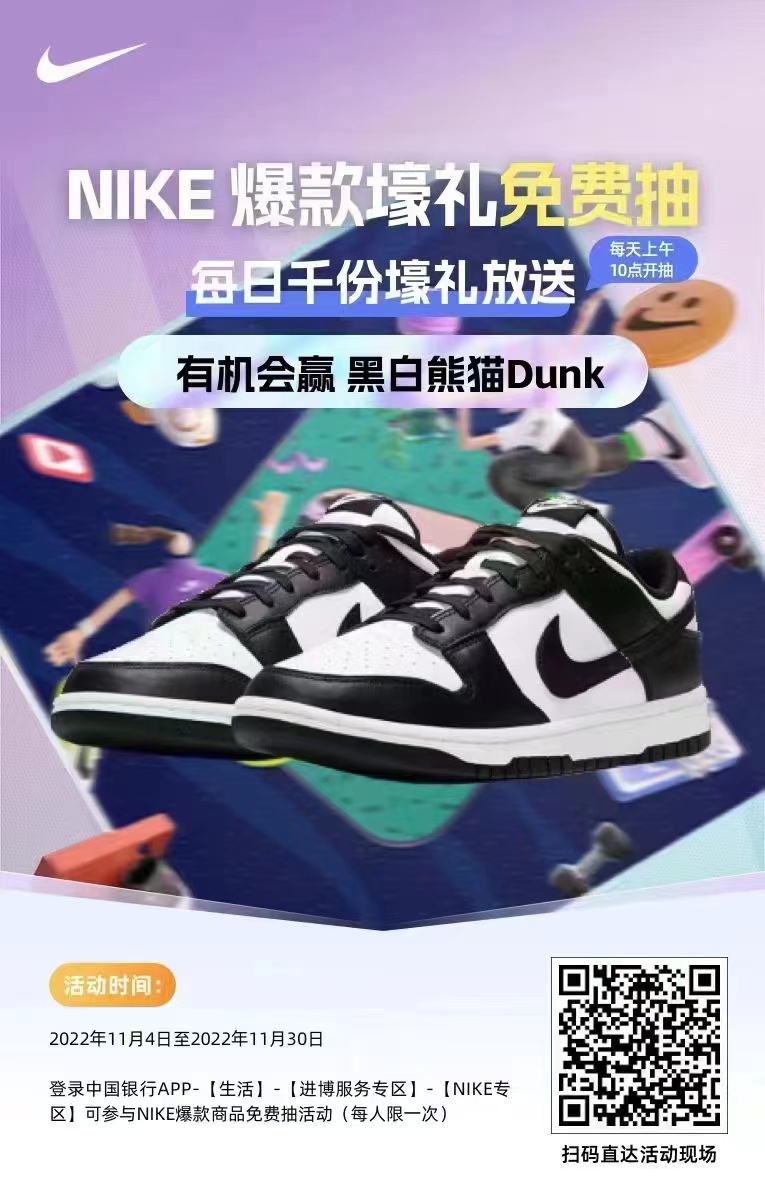 NIKE 爆款壕礼免费抽
每日千份壕礼放送
每天上午
10点开抽
有机会赢 黑白熊猫Dunk
活动时间：
2022年11月4日至2022年11月30日
登录中国银行APP-【生活】-【进博服务专区】-【NIKE专
区】可参与NIKE爆款商品免费抽活动（每人限一次）
扫码直达活动现场